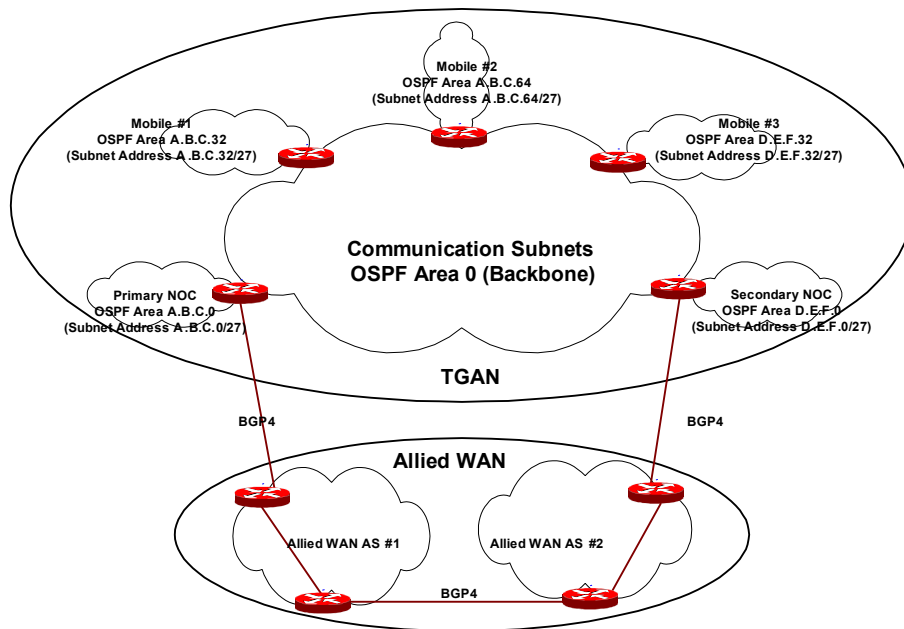 Mobile #2
OSPF Area A.B.C.64
(Subnet Address A.B.C.64/27)
Mobile #1
OSPF Area A.B.C.32
(Subnet Address A.B.C.32/27)
Mobile #3
OSPF Area D.E.F.32
(Subnet Address D.E.F.32/27)
Communication Subnets
OSPF Area 0 (Backbone)
Primary NOC
OSPF Area A.B.C.0
(Subnet Address A.B.C.0/27)
Secondary NOC
OSPF Area D.E.F.0
(Subnet Address D.E.F.0/27)
TGAN
BGP4
BGP4
Allied WAN
Allied WAN AS #1
Allied WAN AS #2
BGP4